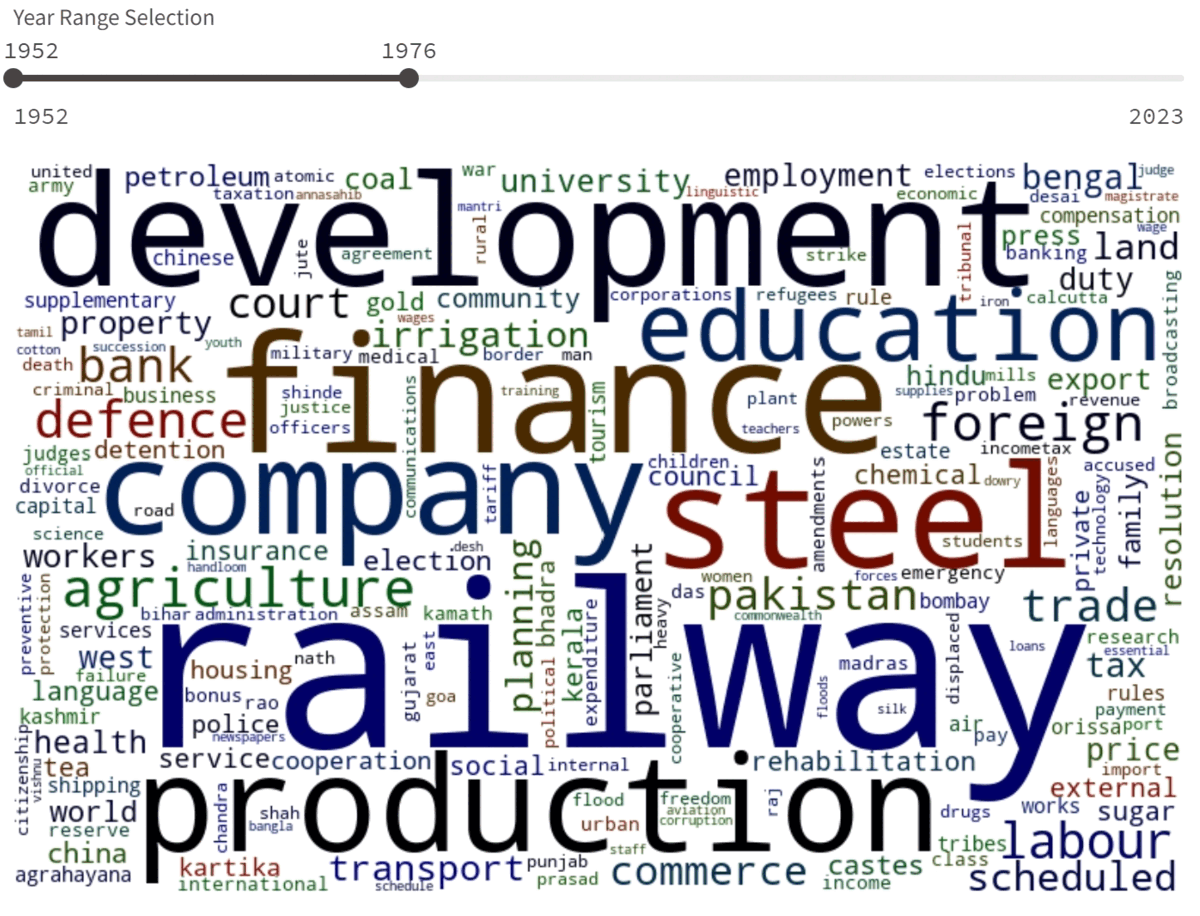 Year Range Selection
1952 1976
1952 2023
united petroleum atomic coal war university employment elections bengal judge
army taxation annasahib linguistic economic desai magistrate
development mantri rural compensation wage
chinese jute agreement strike tribunal press banking land
supplementary court gold community corporations refugees rule iron calcutta duty broadcasting
tamil property wages irrigation education
cotton succession youth military medical border man
death bank finance training tourism plant hindu mills export
criminal business shinde justice communications supplies problem revenue
defence officers teachers powers foreign
judges detention estate incometax
official company tariff children council steel chemical dowry languages accused
divorce amendments private technology family resolution
capital road
science students
workers insurance desh election planning parliament
handloom women forces emergency
agriculture bhadra das pakistan bombay trade
preventive protection bihar administration assam kamath kerala expenditure heavy commonwealth
services railway displaced loans research
west nath gujarat east madras essential
failure housing tax
language bonus rao goa political cooperative floods silk rules
kashmir police payment
newspapers air pay orissa port
citizenship health service cooperation social internal rehabilitation price
vishnu tea import
shipping production external
world chandra shah flood freedom raj drugs works sugar
reserve bangla urban aviation corruption
china staff tribes labour
agrahayana kartika transport punjab commerce castes class scheduled
international schedule prasad income